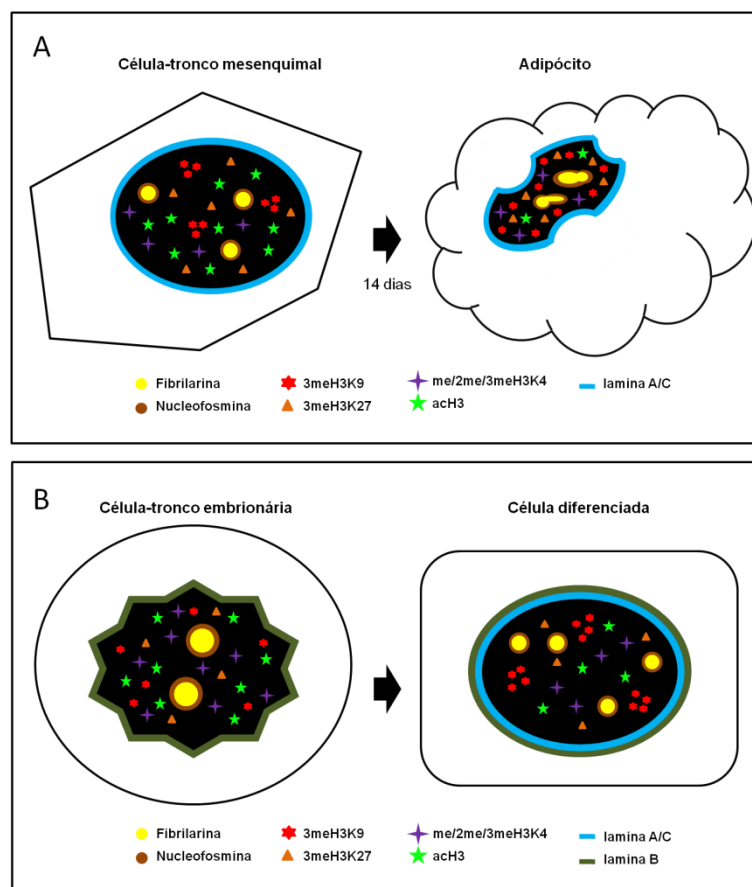 A
Célula-tronco mesenquimal
Adipócito
14 dias
Fibrilarina
3meH3K9
me/2me/3meH3K4
lamina A/C
Nucleofosmina
3meH3K27
acH3
B
Célula-tronco embrionária
Célula diferenciada
Fibrilarina
3meH3K9
me/2me/3meH3K4
lamina A/C
Nucleofosmina
3meH3K27
acH3
lamina B